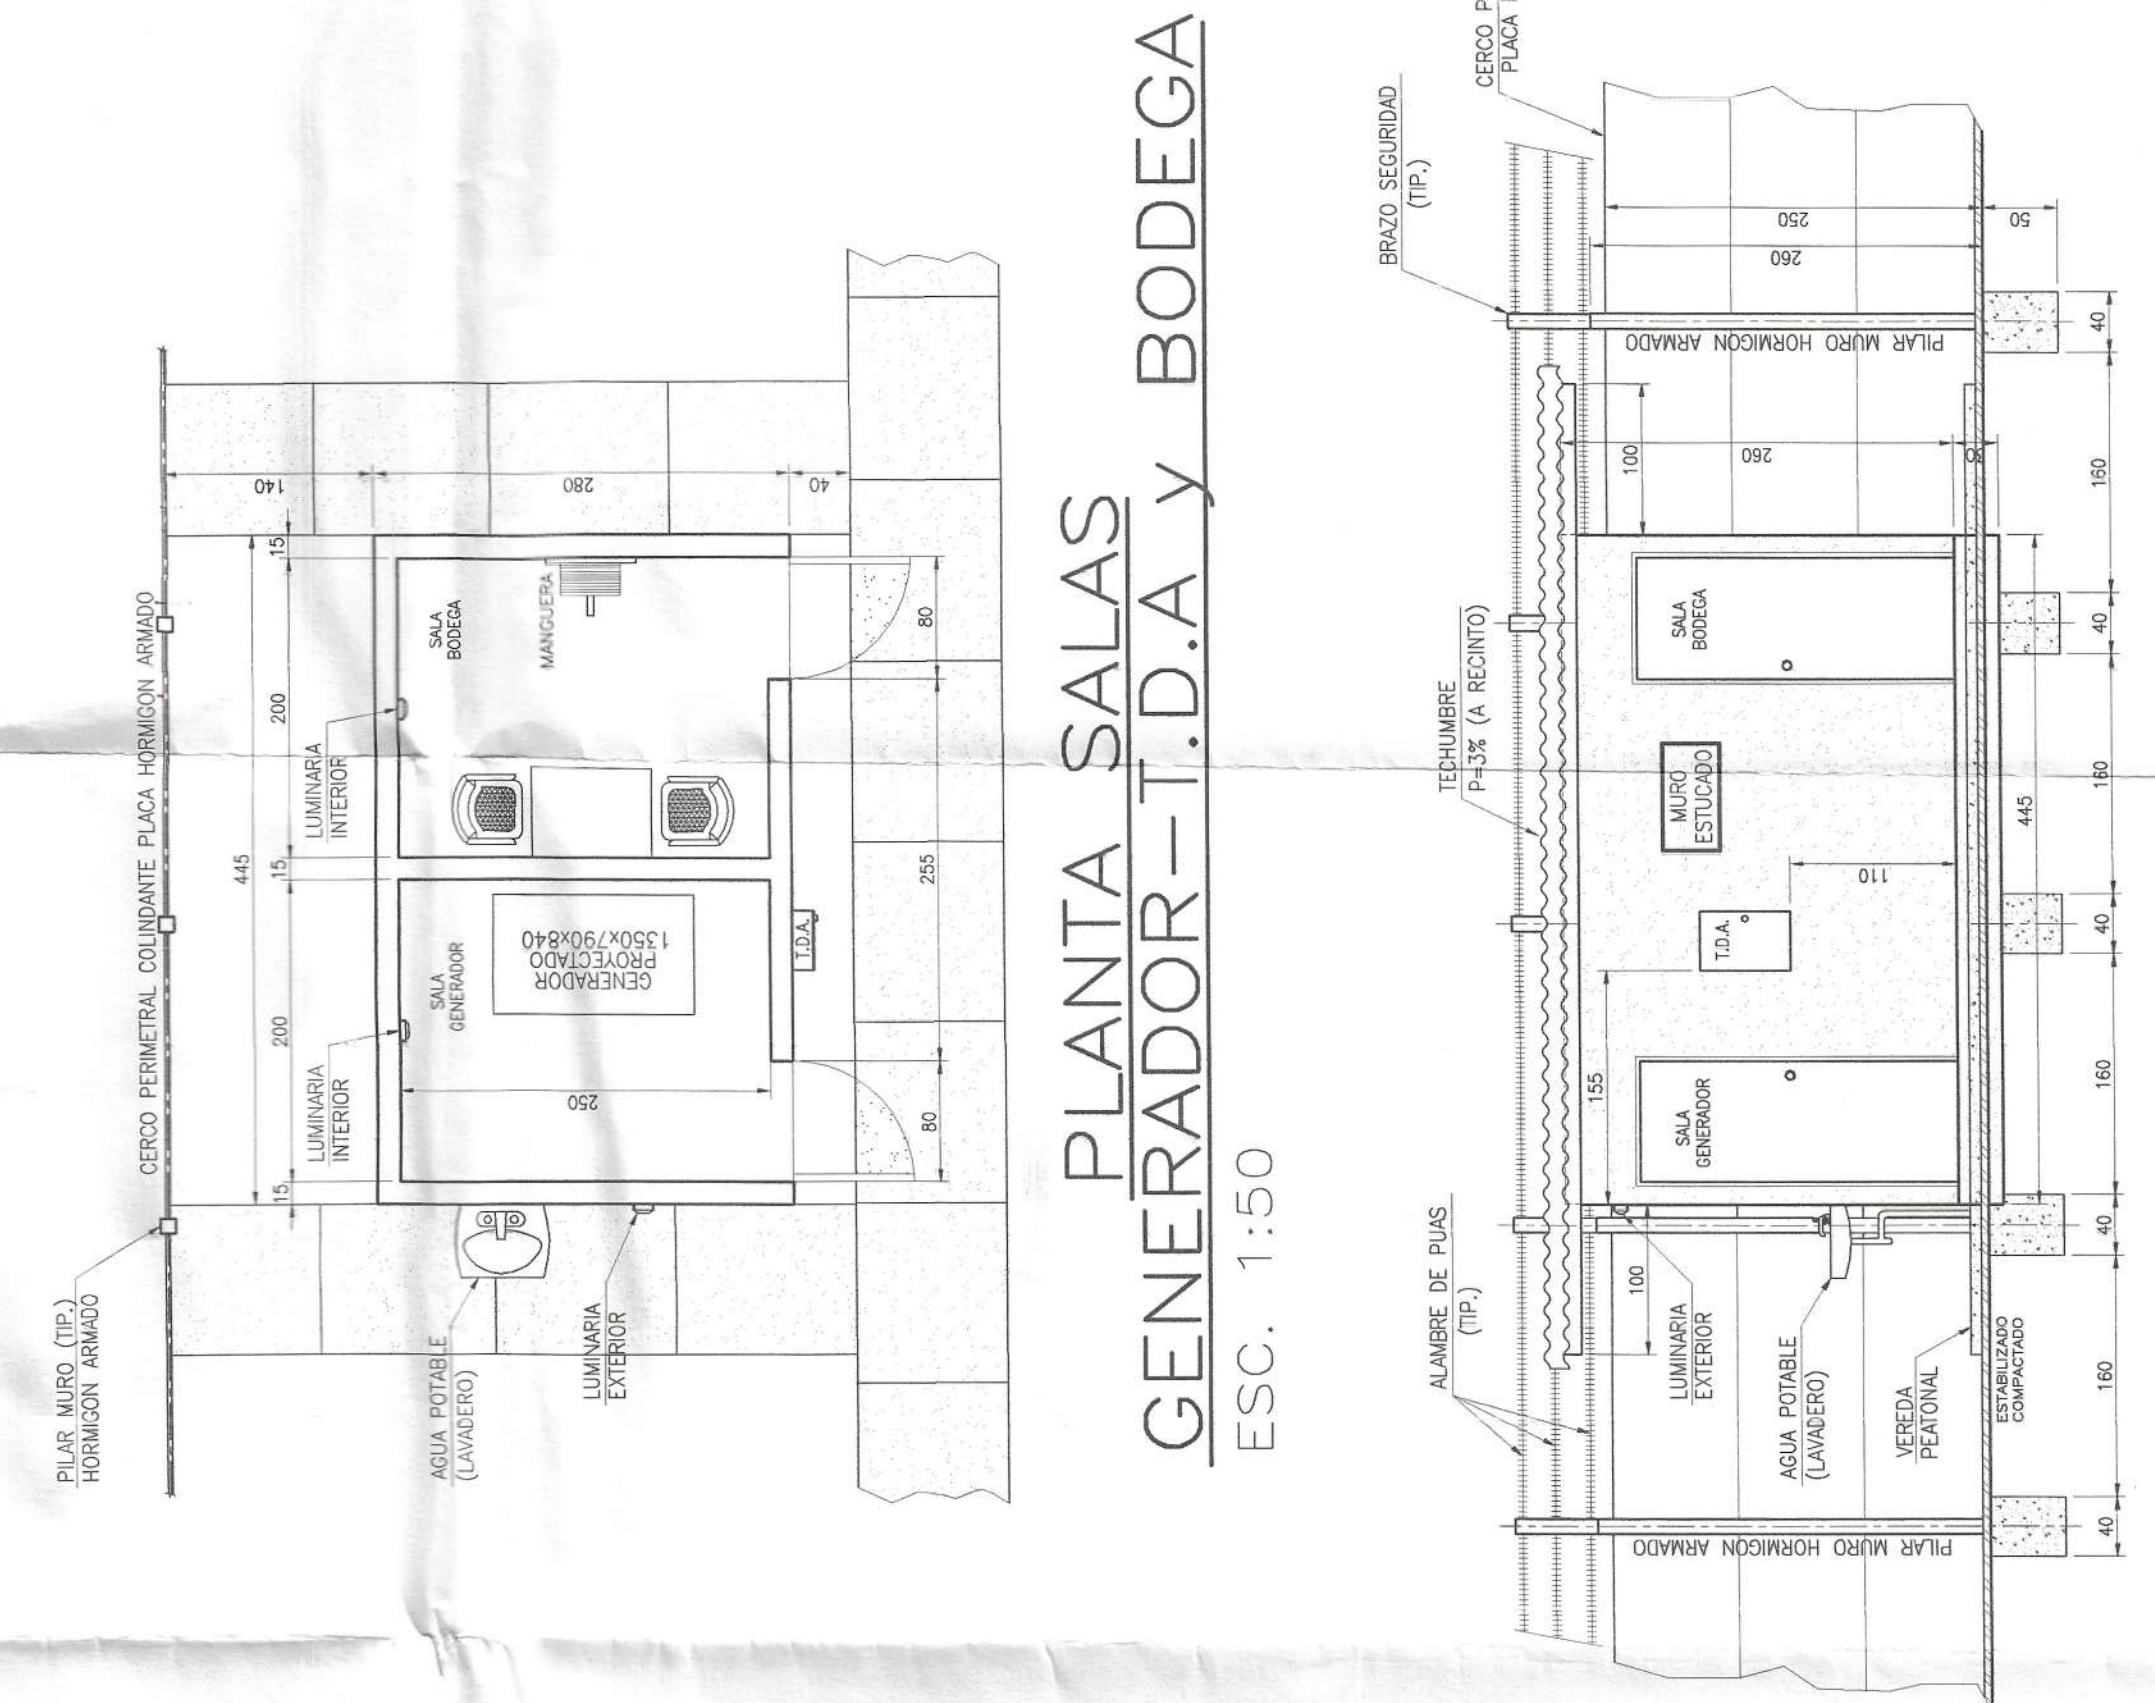 PILAR MURO (TIP.)
HORMIGON ARMADO
CERCO PERIMETRAL COLINDANTE PLACA HORMIGON ARMADO
445
15
200
15
200
15
140
280
40
LUMINARIA
INTERIOR
LUMINARIA
INTERIOR
SALA
GENERADOR
SALA
BODEGA
MANGUERA
GENERADOR
PROYECTADO
1350x790x840
250
AGUA POTABLE
(LAVADERO)
LUMINARIA
EXTERIOR
T.D.A.
80
255
80
PLANTA SALAS
GENERADOR-T.D.A y BODEGA
ESC. 1:50
ALAMBRE DE PUAS
(TIP.)
TECHUMBRE
P=3% (A RECINTO)
BRAZO SEGURIDAD
(TIP.)
CERCO
PLACA
PILAR MURO HORMIGON ARMADO
100
LUMINARIA
EXTERIOR
AGUA POTABLE
(LAVADERO)
VEREDA
PEATONAL
ESTABILIZADO
COMPACTADO
155
SALA
GENERADOR
T.D.A.
110
MURO
ESTUCADO
SALA
BODEGA
100
260
30
PILAR MURO HORMIGON ARMADO
260
250
50
445
40
160
40
160
40
160
40
160
40